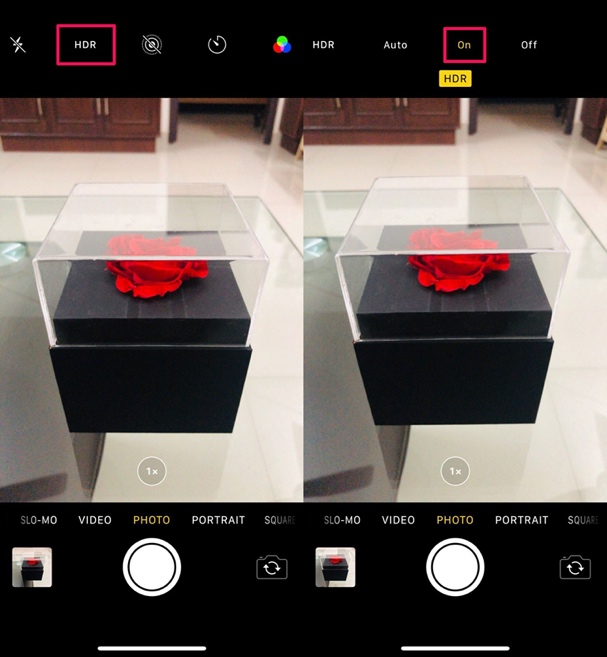 HDR
HDR Auto On Off
HDR
1×
1×
SLO-MO VIDEO PHOTO PORTRAIT SQUARE
SLO-MO VIDEO PHOTO PORTRAIT SQUARE